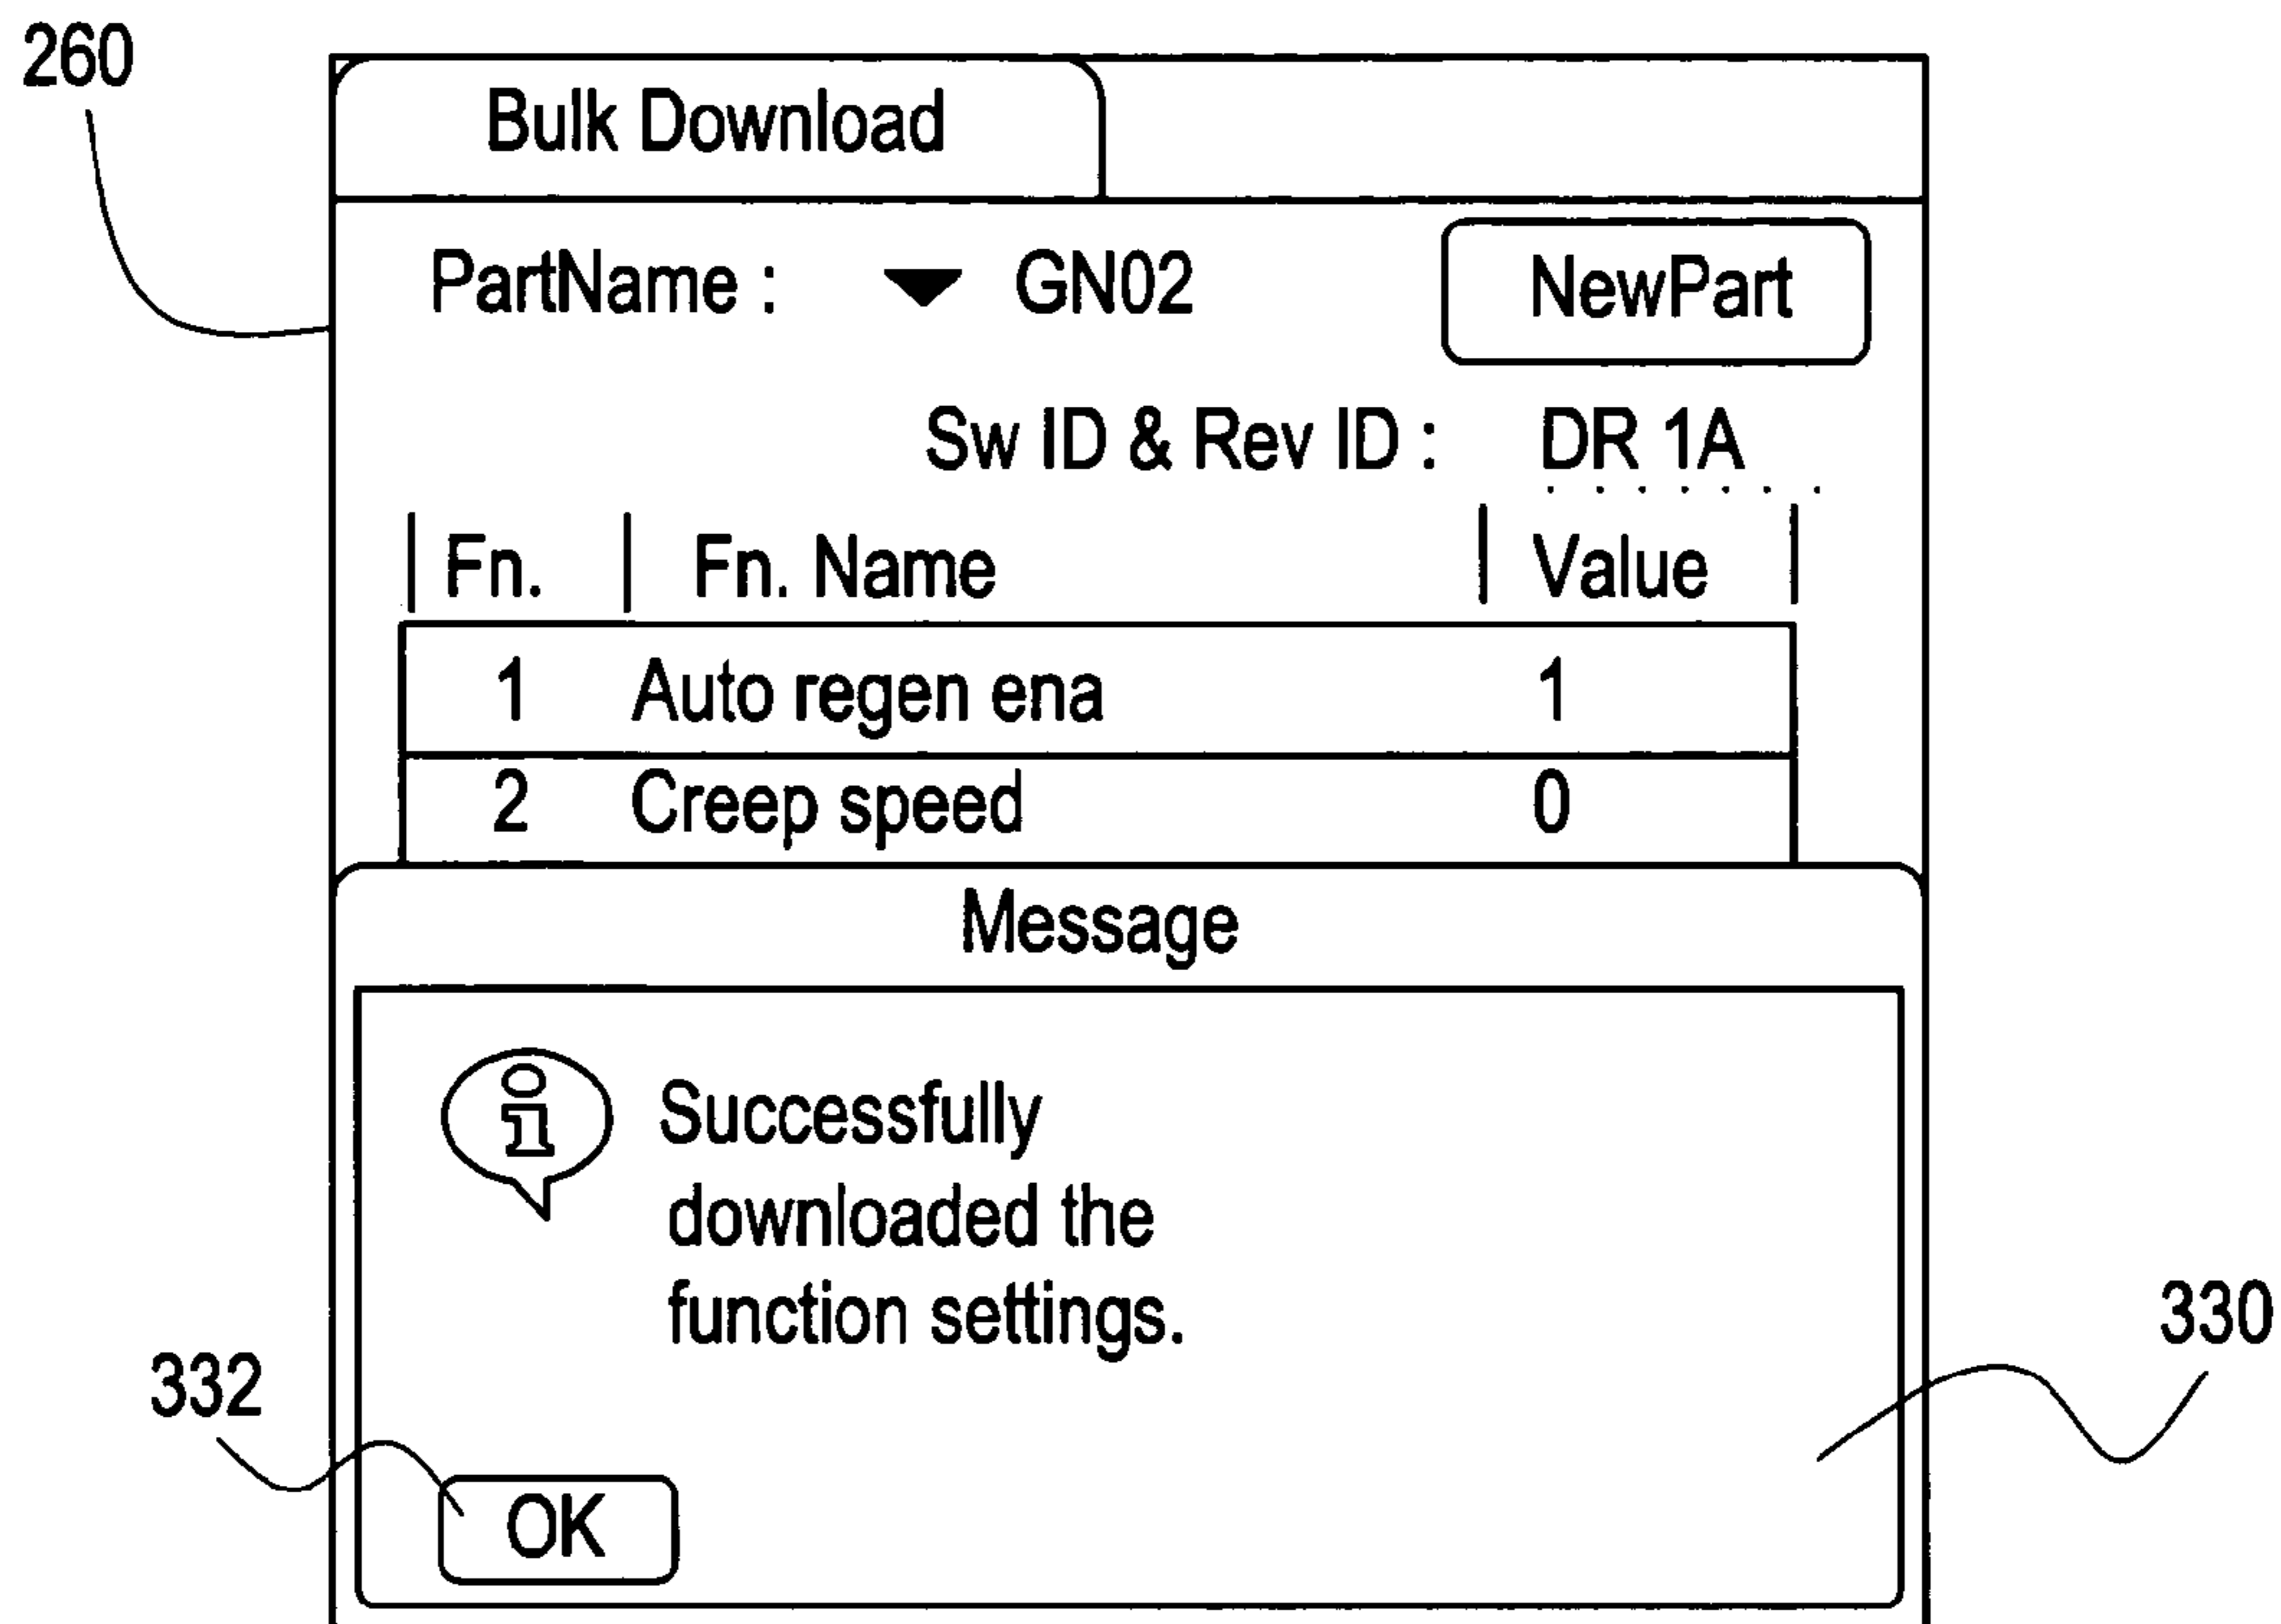 260
Bulk Download
PartName : GN02 NewPart
Sw ID & Rev ID : DR 1A
Fn. Fn. Name Value
1 Auto regen ena 1
2 Creep speed 0
Message
i Successfully
downloaded the
function settings.
330
332
OK